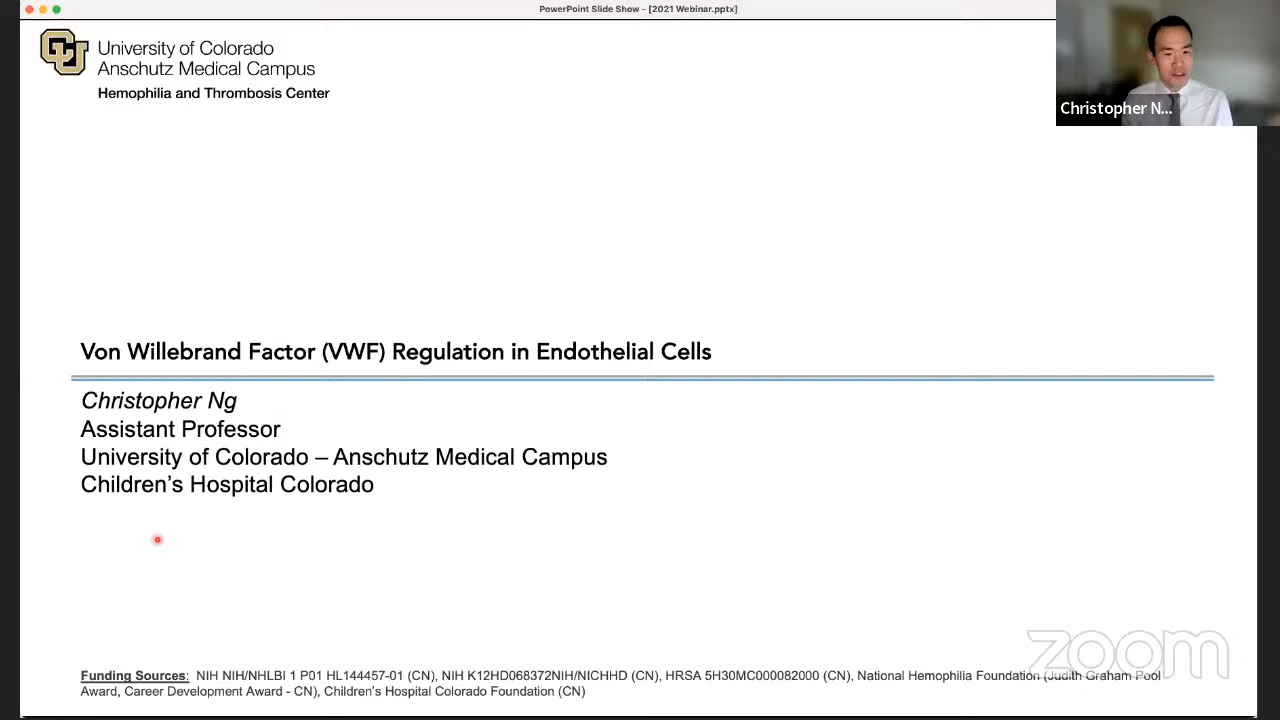 PowerPoint Slide Show - [2021 Webinar.pptx]
University of Colorado
Anschutz Medical Campus
Hemophilia and Thrombosis Center
Christopher N...
Von Willebrand Factor (VWF) Regulation in Endothelial Cells
Christopher Ng
Assistant Professor
University of Colorado – Anschutz Medical Campus
Children’s Hospital Colorado
zoom
Funding Sources: NIH NIH/NHLBI 1 P01 HL144457-01 (CN), NIH K12HD068372NIH/NICHHD (CN), HRSA 5H30MC000082000 (CN), National Hemophilia Foundation (Judith Graham Pool
Award, Career Development Award - CN), Children’s Hospital Colorado Foundation (CN)